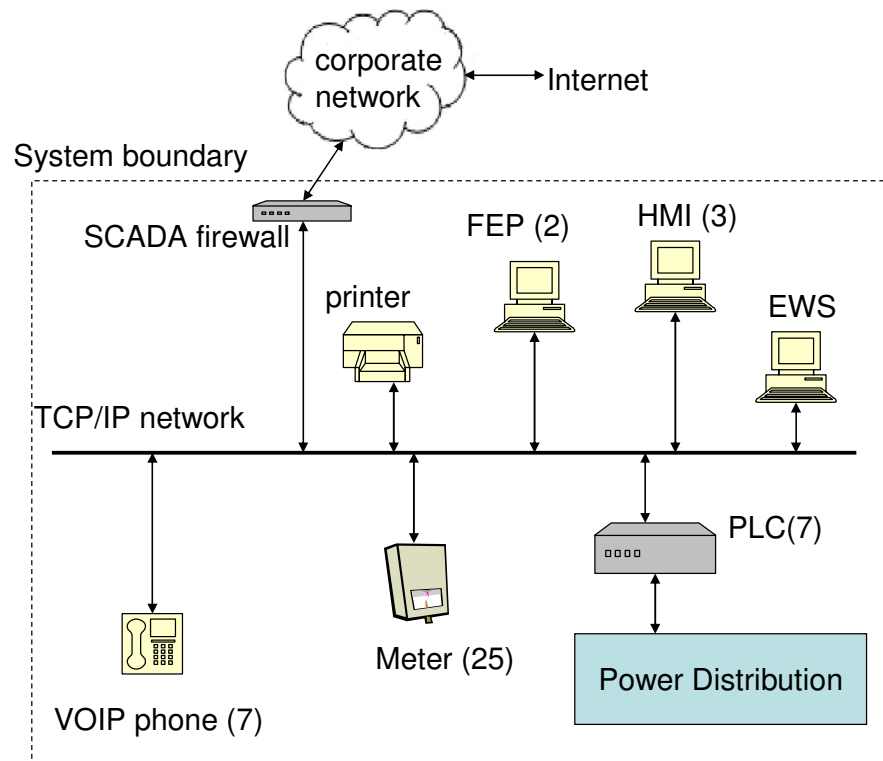 corporate
network
Internet
System boundary
SCADA firewall
FEP (2)
HMI (3)
printer
EWS
TCP/IP network
PLC(7)
Meter (25)
Power Distribution
VOIP phone (7)